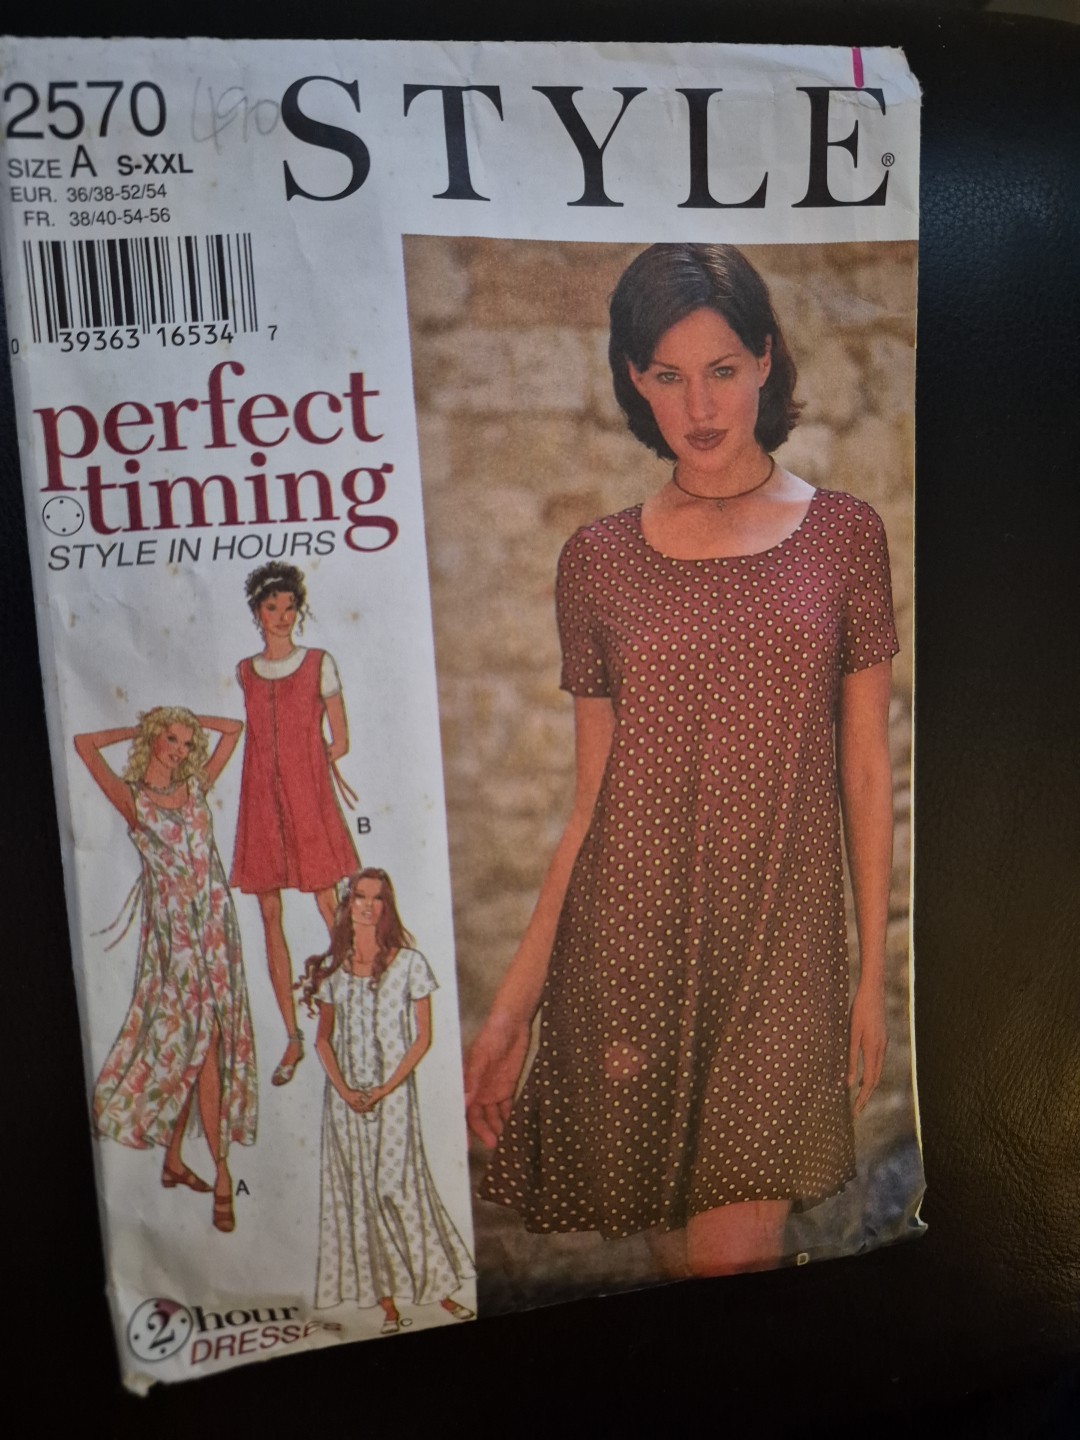 2570
490
STYLE®
SIZE A S-XXL
EUR. 36/38-52/54
FR. 38/40-54-56
0 39363 16534 7
perfect
timing
STYLE IN HOURS
B
A
C
D
2 hour
DRESSES